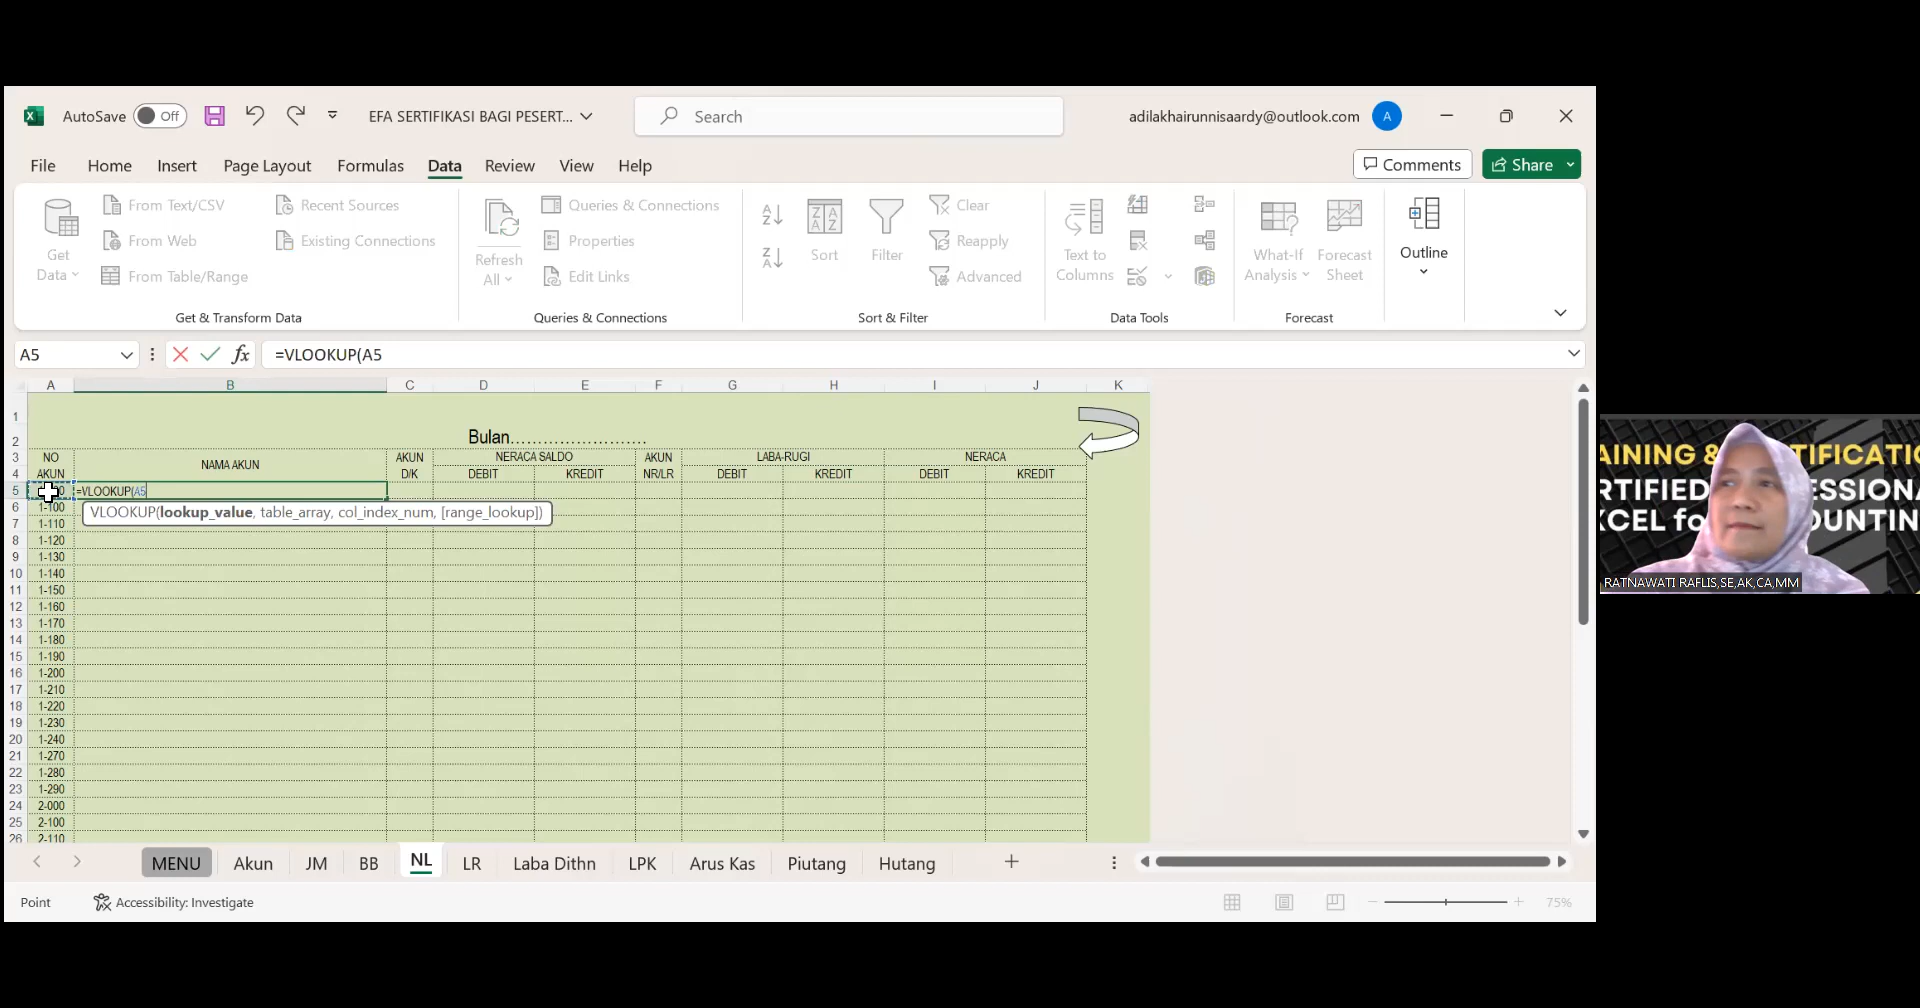 AutoSave Off EFA SERTIFIKASI BAGI PESERT... Search adilakhairunnisaardy@outlook.com A
File Home Insert Page Layout Formulas Data Review View Help Comments Share
Get Data
From Text/CSV
From Web
From Table/Range
Recent Sources
Existing Connections
Get & Transform Data
Refresh All
Queries & Connections
Properties
Edit Links
Queries & Connections
Sort
Filter
Clear
Reapply
Advanced
Sort & Filter
Text to Columns
Data Tools
What-If Analysis
Forecast Sheet
Forecast
Outline
A5 fx =VLOOKUP(A5
A B C D E F G H I J K
1
2 Bulan........................
3 NO AKUN NERACA SALDO AKUN LABA-RUGI NERACA
NAMA AKUN
4 AKUN D/K DEBIT KREDIT NR/LR DEBIT KREDIT DEBIT KREDIT
5 =VLOOKUP(A5
6 1-100
VLOOKUP(lookup_value, table_array, col_index_num, [range_lookup])
7 1-110
8 1-120
9 1-130
10 1-140
11 1-150
12 1-160
13 1-170
14 1-180
15 1-190
16 1-200
17 1-210
18 1-220
19 1-230
20 1-240
21 1-270
22 1-280
23 1-290
24 2-000
25 2-100
26 2-110
MENU Akun JM BB NL LR Laba Dithn LPK Arus Kas Piutang Hutang
Point Accessibility: Investigate 75%
RATNAWATI RAFLIS,SE,AK,CA,MM